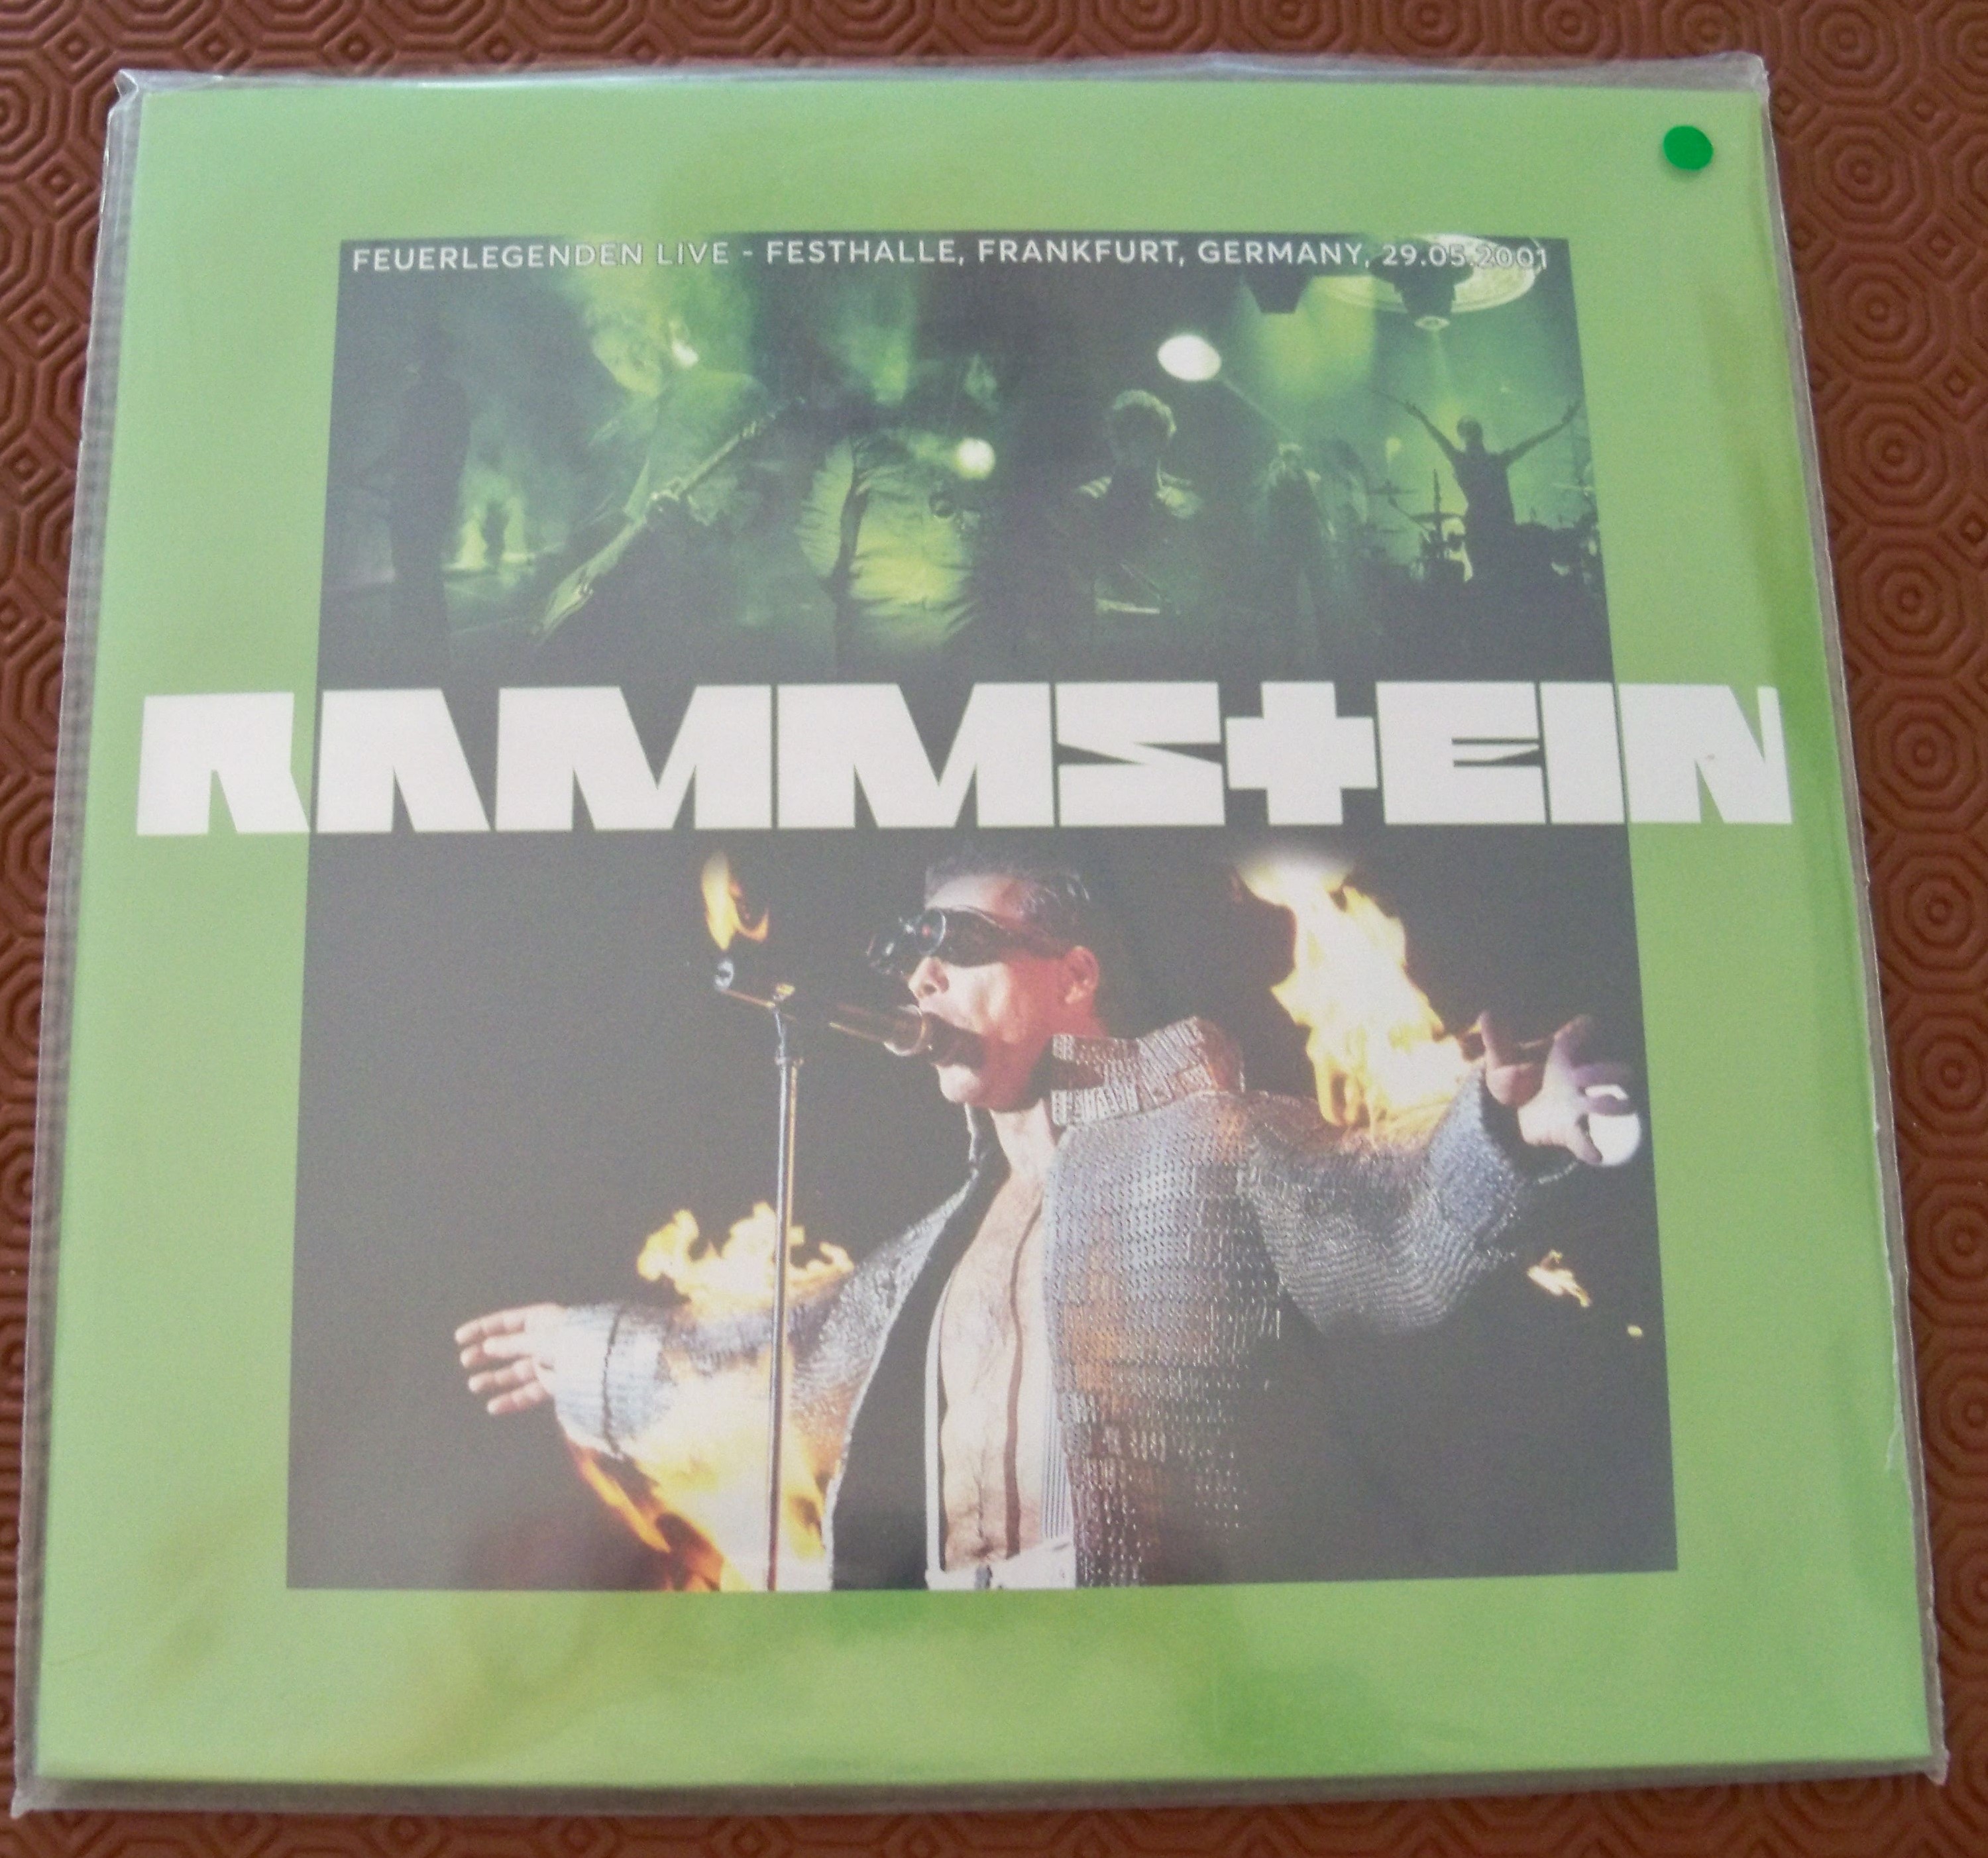 FEUERLEGENDEN LIVE - FESTHALLE, FRANKFURT, GERMANY, 29.05.2001
RAMMSTEIN